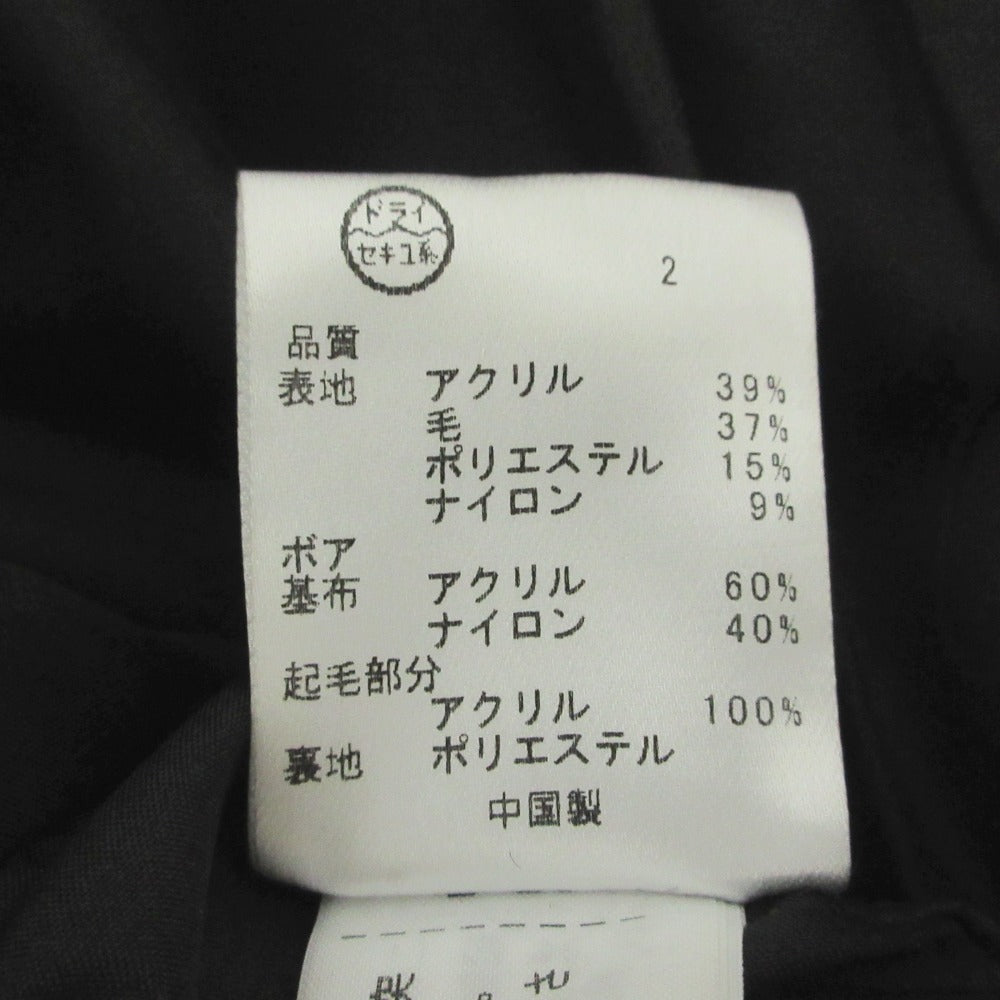 ドライ
セキユ系
2
品質
表地 アクリル 39%
毛 37%
ポリエステル 15%
ナイロン 9%
ボア
基布 アクリル 60%
ナイロン 40%
起毛部分
アクリル 100%
裏地 ポリエステル
中国製